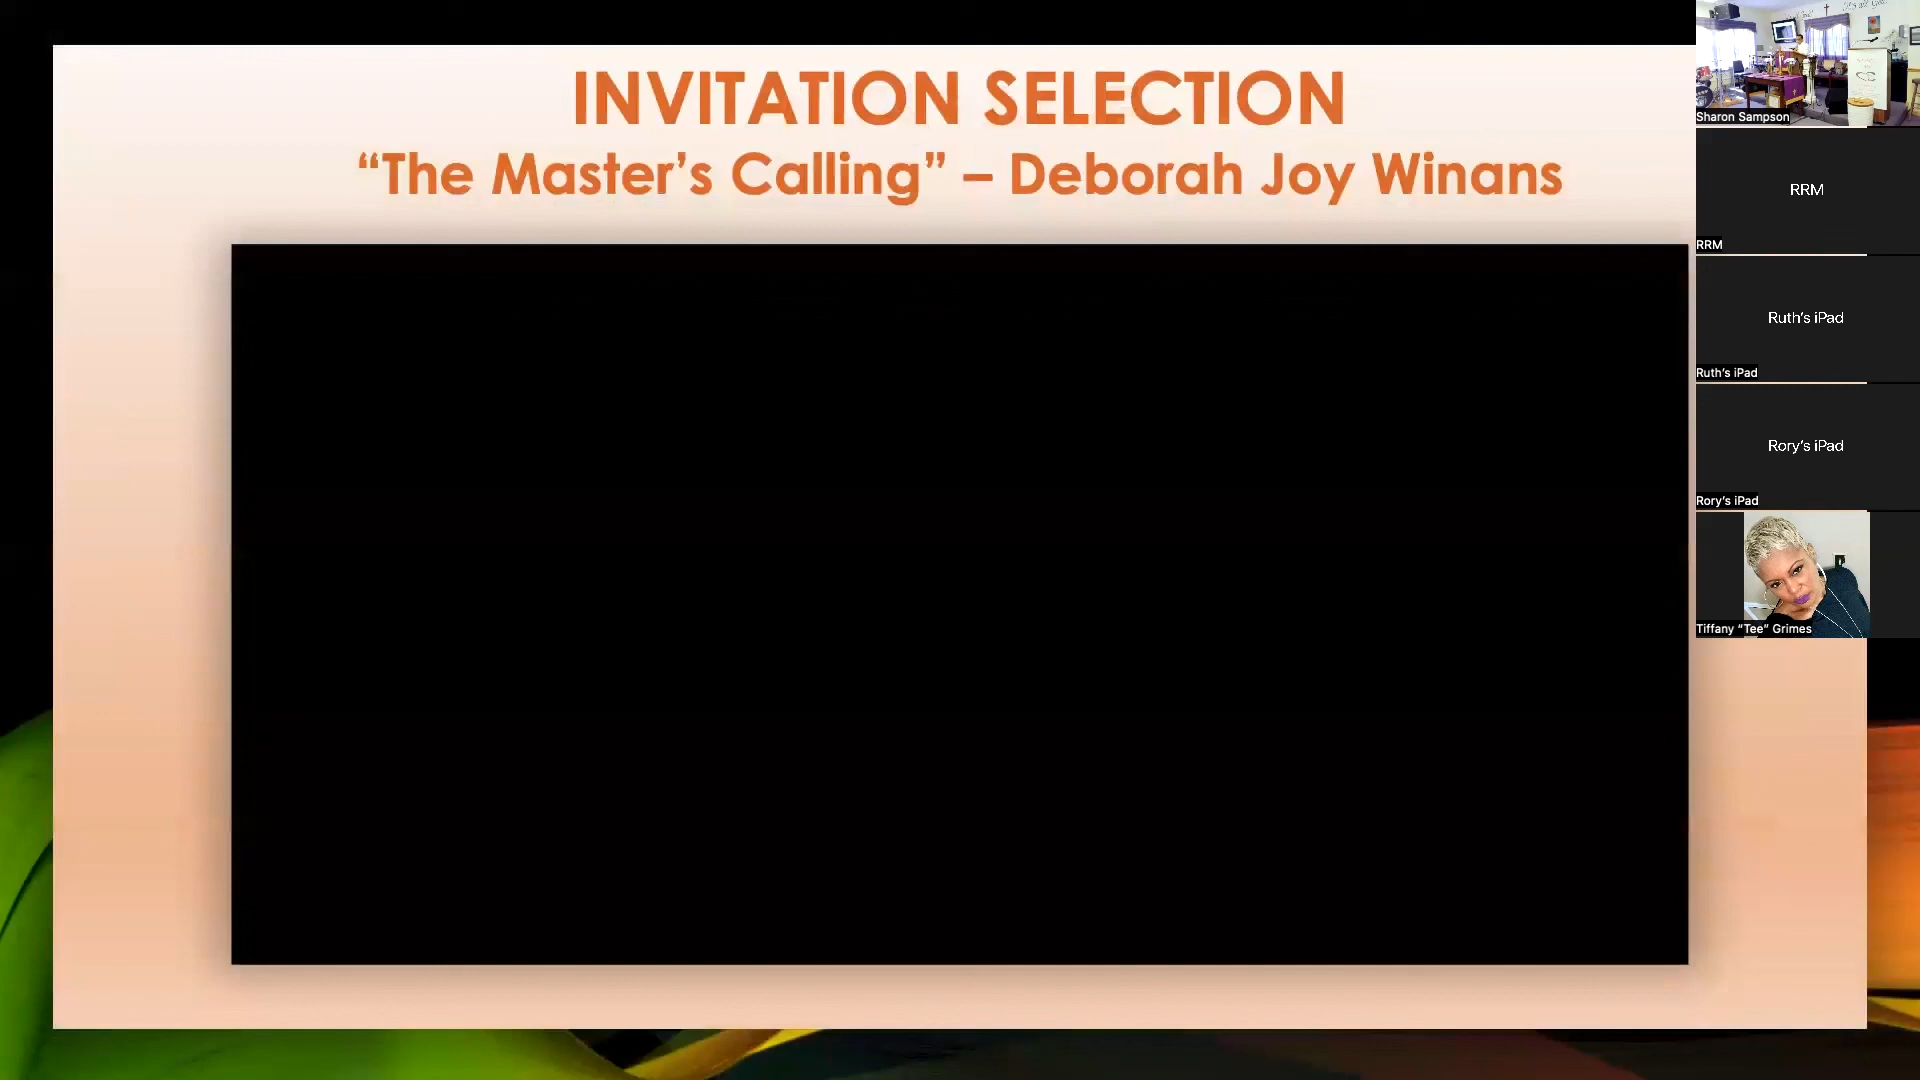 INVITATION SELECTION
“The Master’s Calling” – Deborah Joy Winans
Sharon Sampson
RRM
RRM
Ruth’s iPad
Ruth’s iPad
Rory’s iPad
Rory’s iPad
Tiffany “Tee” Grimes